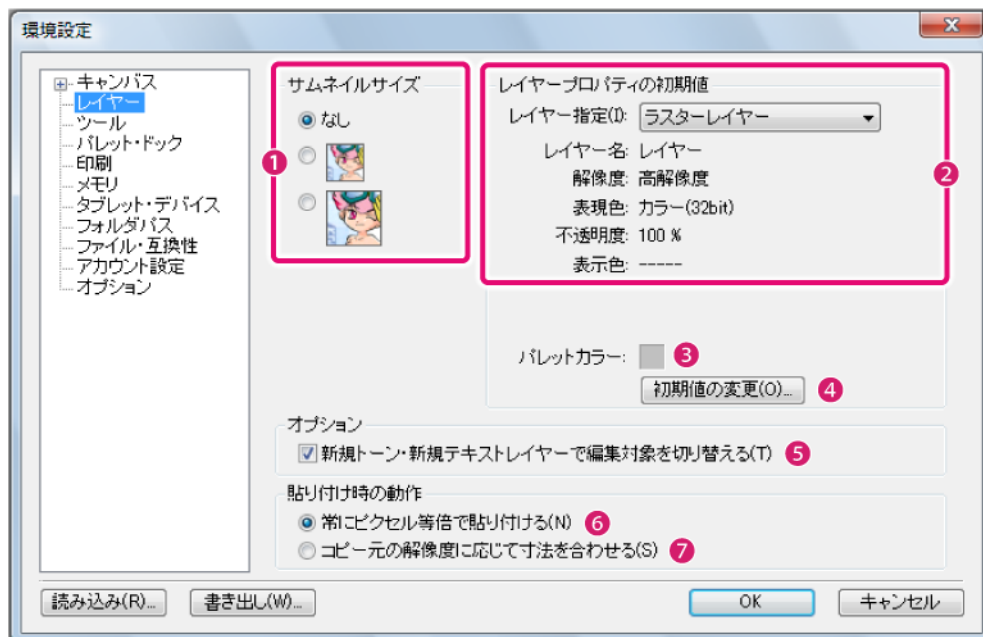 環境設定
キャンバス
レイヤー
ツール
パレット・ドック
印刷
メモリ
タブレット・デバイス
フォルダパス
ファイル・互換性
アカウント設定
オプション
サムネイルサイズ
なし
1
レイヤープロパティの初期値
レイヤー指定(I): ラスターレイヤー
レイヤー名: レイヤー
解像度: 高解像度
表現色: カラー(32bit)
不透明度: 100 %
表示色: -----
2
パレットカラー: 3
初期値の変更(O)... 4
オプション
新規トーン・新規テキストレイヤーで編集対象を切り替える(T) 5
貼り付け時の動作
常にピクセル等倍で貼り付ける(N) 6
コピー元の解像度に応じて寸法を合わせる(S) 7
読み込み(R)... 書き出し(W)... OK キャンセル